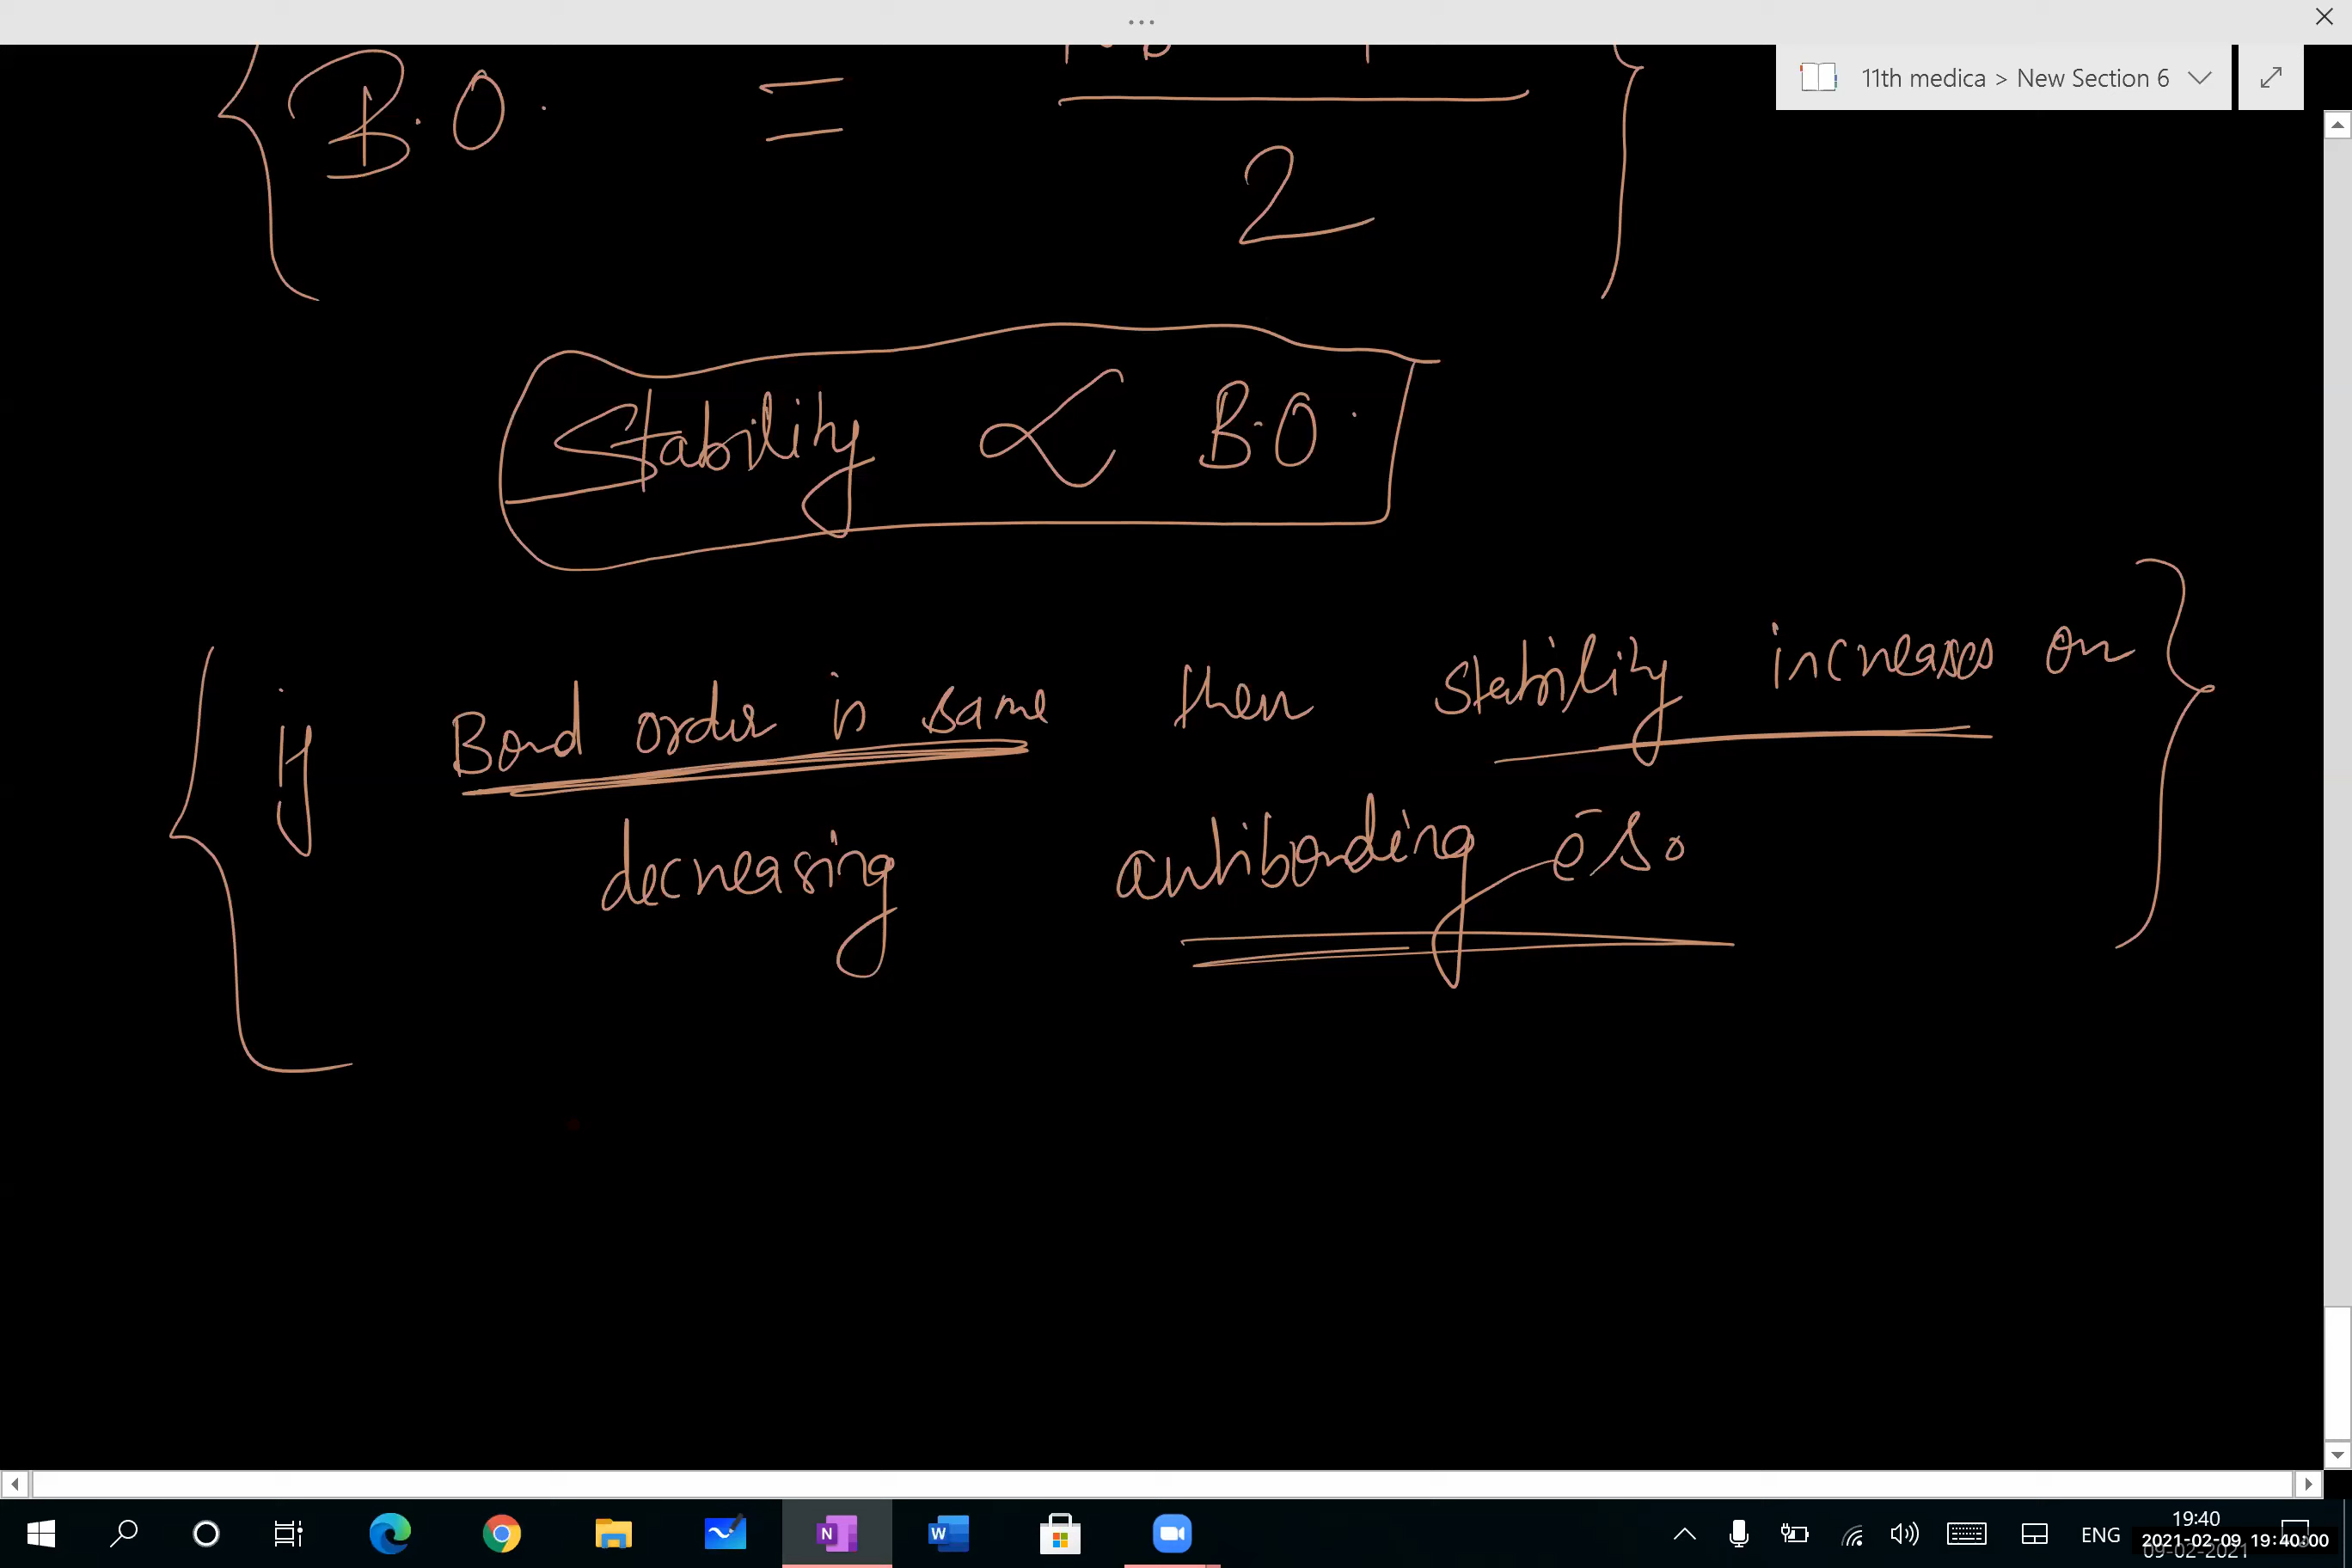 ...
11th medica > New Section 6
B.O. =
2
Stability ∝ B.O.
if Bond order is same then stability increases on
decreasing antibonding ēs.
N
W
ENG
19:40
09-02-2021
2021-02-09 19:40:00